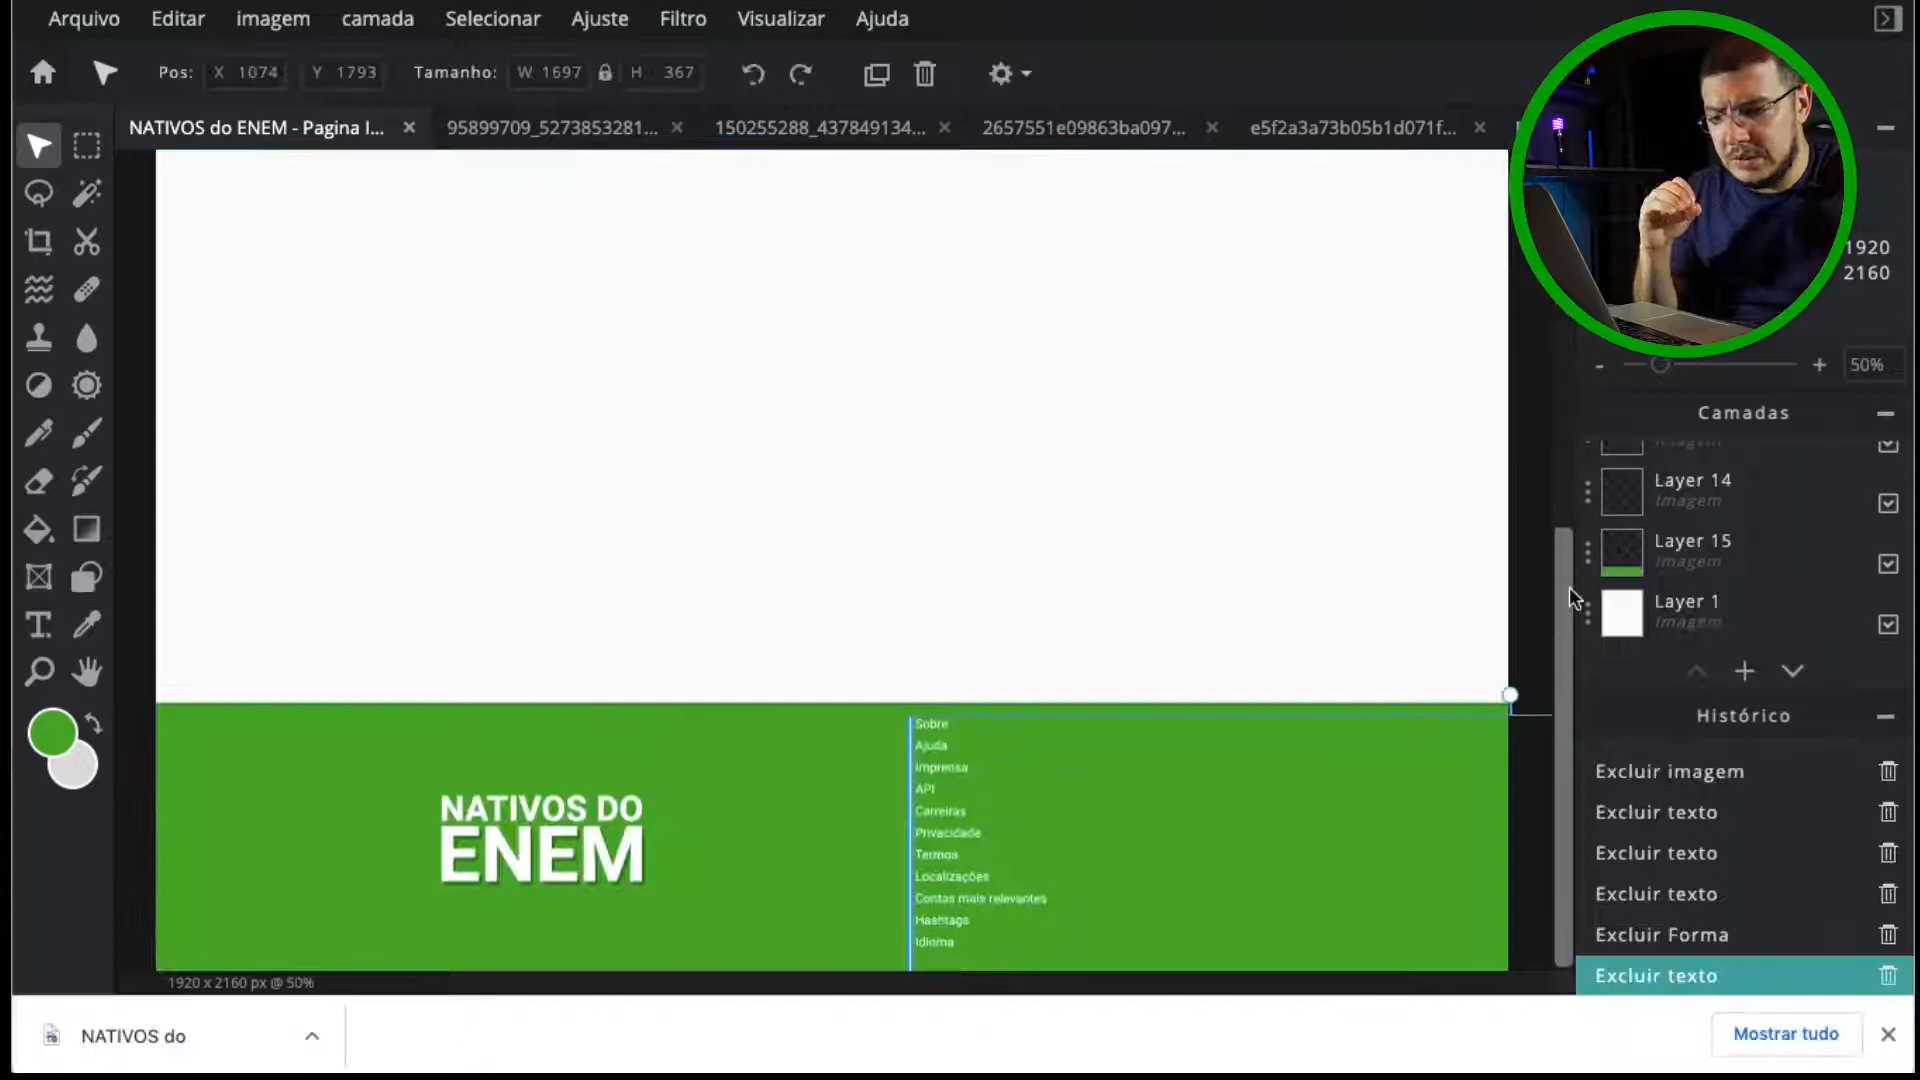 Arquivo Editar imagem camada Selecionar Ajuste Filtro Visualizar Ajuda
Pos: X 1074 Y 1793 Tamanho: W 1697 H 367
NATIVOS do ENEM - Pagina I... 95899709_5273853281... 150255288_437849134... 2657551e09863ba097... e5f2a3a73b05b1d071f...
1920
2160
- + 50%
Camadas
Imagem
Layer 14
Imagem
Layer 15
Imagem
Layer 1
Imagem
Histórico
Excluir imagem
Excluir texto
Excluir texto
Excluir texto
Excluir Forma
Excluir texto
Sobre
Ajuda
Imprensa
API
Carreiras
Privacidade
Termos
Localizações
Contas mais relevantes
Hashtags
Idioma
NATIVOS DO
ENEM
1920 x 2160 px @ 50%
NATIVOS do
Mostrar tudo